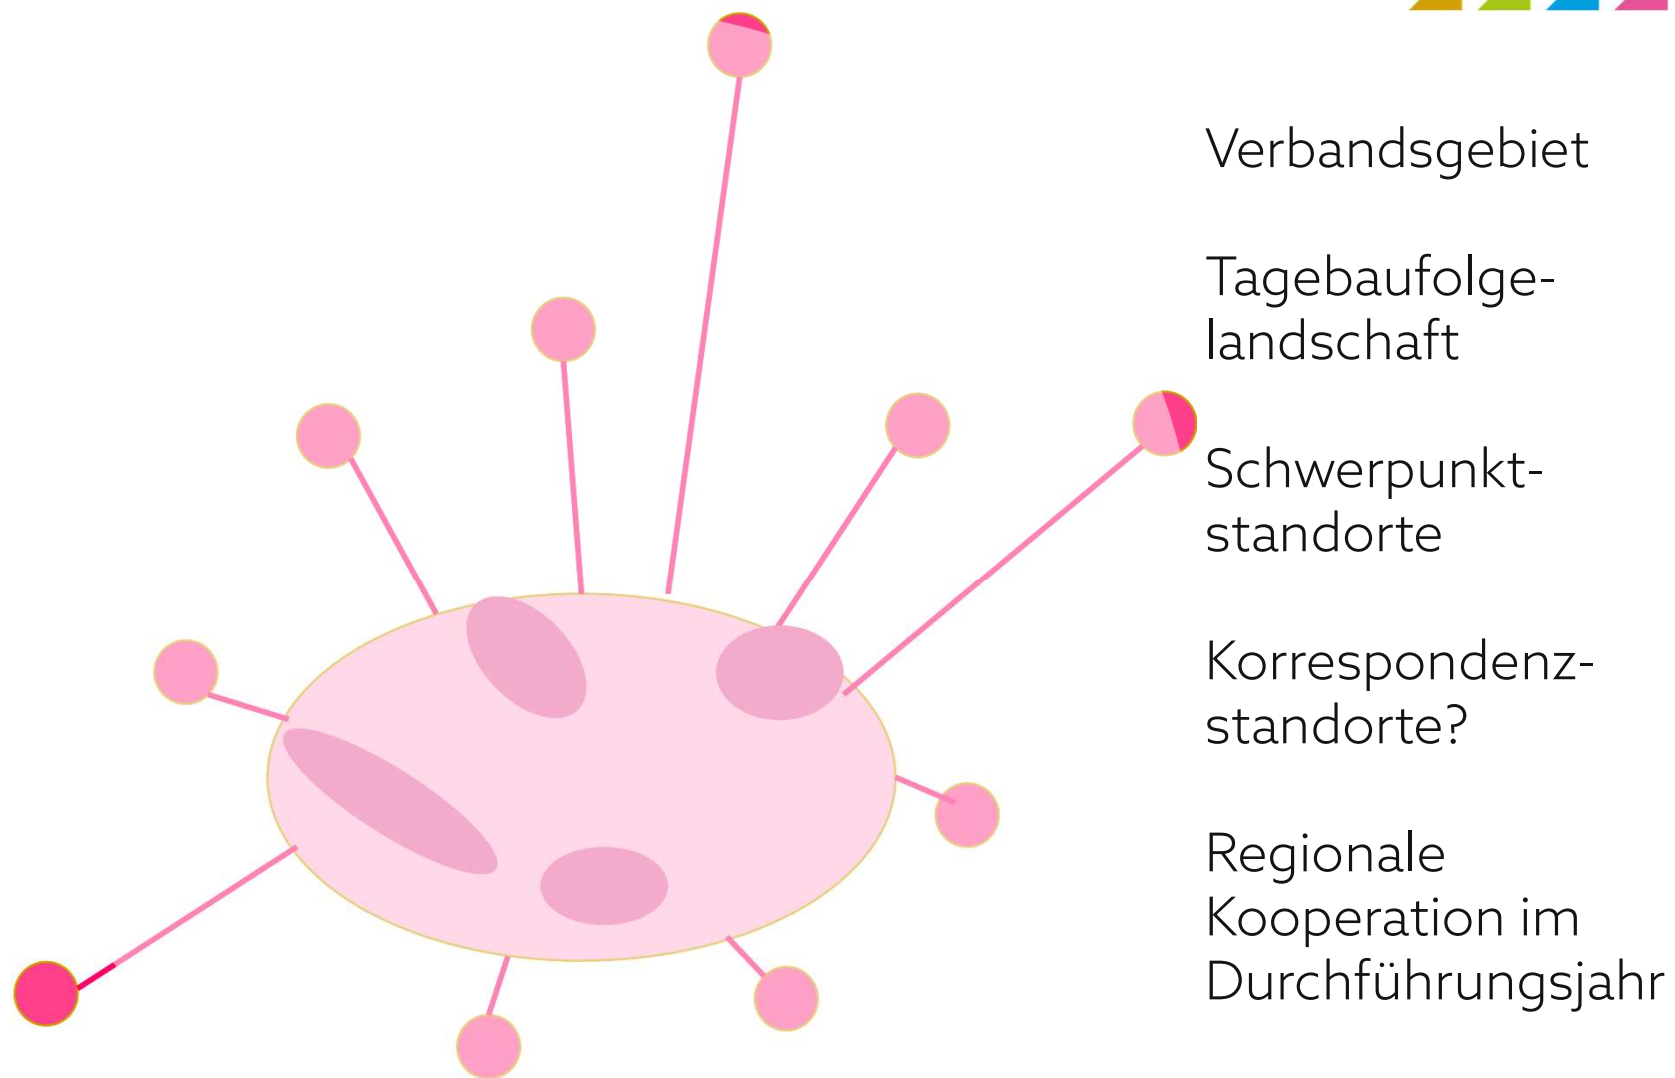 Verbandsgebiet
Tagebaufolge-
landschaft
Schwerpunkt-
standorte
Korrespondenz-
standorte?
Regionale
Kooperation im
Durchführungsjahr